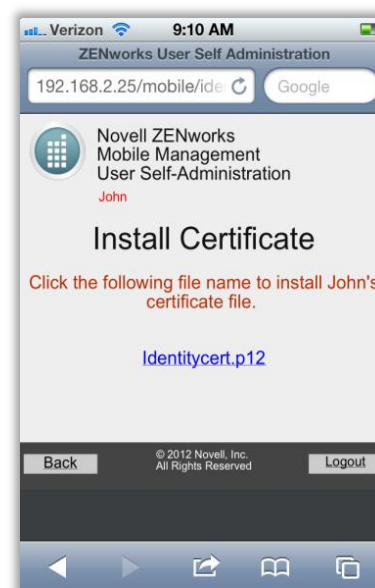 Verizon 9:10 AM
ZENworks User Self Administration
192.168.2.25/mobile/ide Google
Novell ZENworks
Mobile Management
User Self-Administration
John
Install Certificate
Click the following file name to install John's
certificate file.
Identitycert.p12
Back © 2012 Novell, Inc. Logout
All Rights Reserved